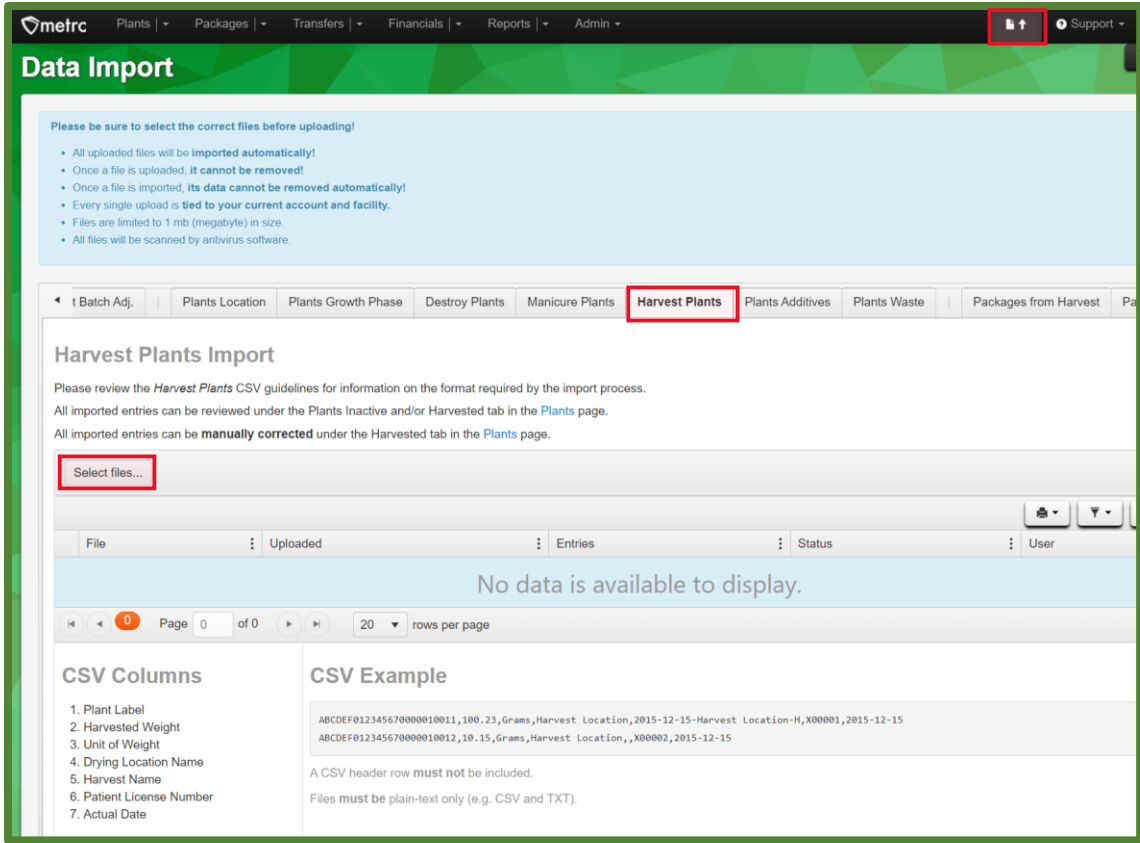 metrc Plants | Packages | Transfers | Financials | Reports | Admin Support
Data Import
Please be sure to select the correct files before uploading!
• All uploaded files will be imported automatically!
• Once a file is uploaded, it cannot be removed!
• Once a file is imported, its data cannot be removed automatically!
• Every single upload is tied to your current account and facility.
• Files are limited to 1 mb (megabyte) in size.
• All files will be scanned by antivirus software.
t Batch Adj. | Plants Location Plants Growth Phase Destroy Plants Manicure Plants Harvest Plants Plants Additives Plants Waste | Packages from Harvest Pa
Harvest Plants Import
Please review the Harvest Plants CSV guidelines for information on the format required by the import process.
All imported entries can be reviewed under the Plants Inactive and/or Harvested tab in the Plants page.
All imported entries can be manually corrected under the Harvested tab in the Plants page.
Select files...
File Uploaded Entries Status User
No data is available to display.
0 Page 0 of 0 20 rows per page
CSV Columns
1. Plant Label
2. Harvested Weight
3. Unit of Weight
4. Drying Location Name
5. Harvest Name
6. Patient License Number
7. Actual Date
CSV Example
ABCDEF012345670000010011,100.23,Grams,Harvest Location,2015-12-15-Harvest Location-H,X00001,2015-12-15
ABCDEF012345670000010012,10.15,Grams,Harvest Location,,X00002,2015-12-15
A CSV header row must not be included.
Files must be plain-text only (e.g. CSV and TXT).